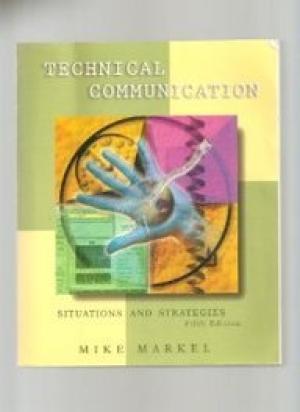 TECHNICAL
COMMUNICATION
SITUATIONS AND STRATEGIES
Fifth Edition
MIKE MARKEL